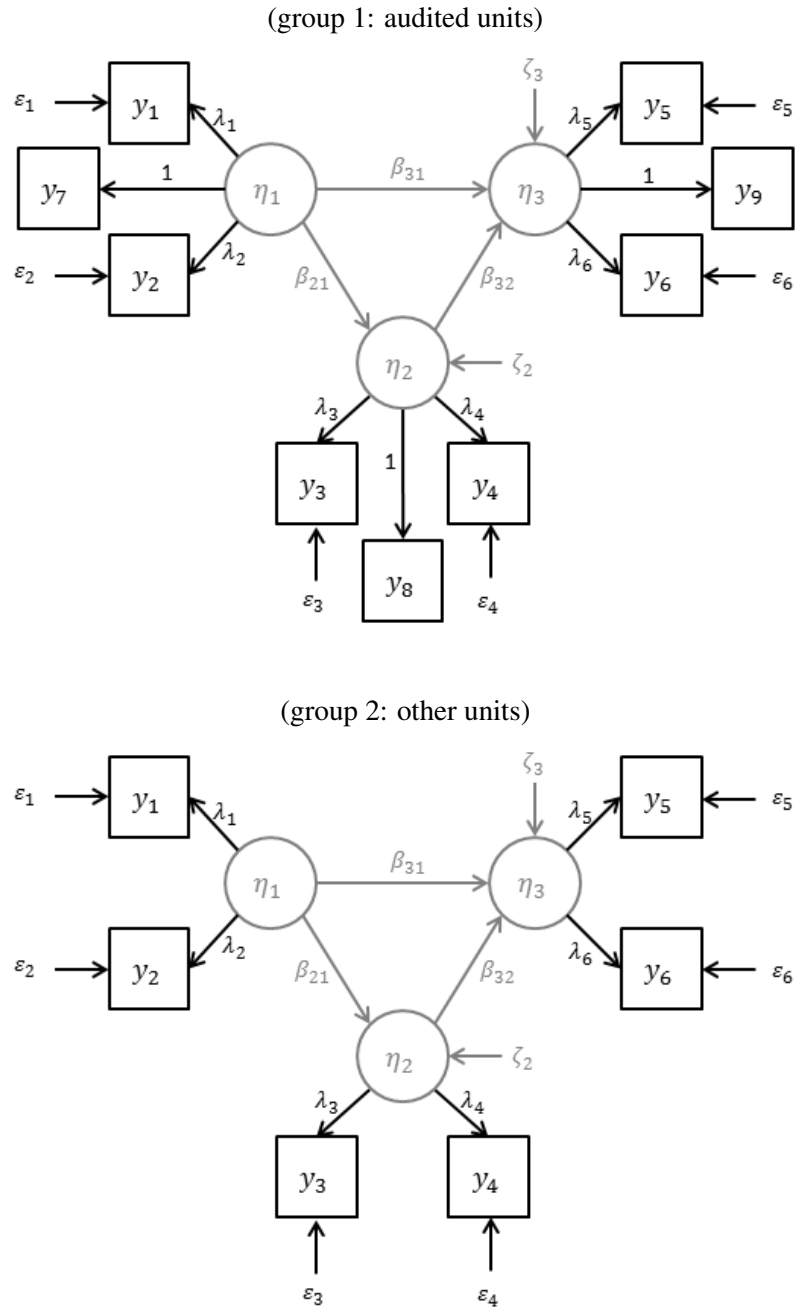 (group 1: audited units)
ζ₃
ε₁ y₁ λ₁ λ₅ y₅ ε₅
y₇ 1 η₁ β₃₁ η₃ 1 y₉
ε₂ y₂ λ₂ λ₆ y₆ ε₆
β₂₁ β₃₂
η₂ ζ₂
λ₃ λ₄
y₃ 1 y₄
ε₃ y₈ ε₄
(group 2: other units)
ζ₃
ε₁ y₁ λ₁ λ₅ y₅ ε₅
η₁ β₃₁ η₃
ε₂ y₂ λ₂ λ₆ y₆ ε₆
β₂₁ β₃₂
η₂ ζ₂
λ₃ λ₄
y₃ y₄
ε₃ ε₄